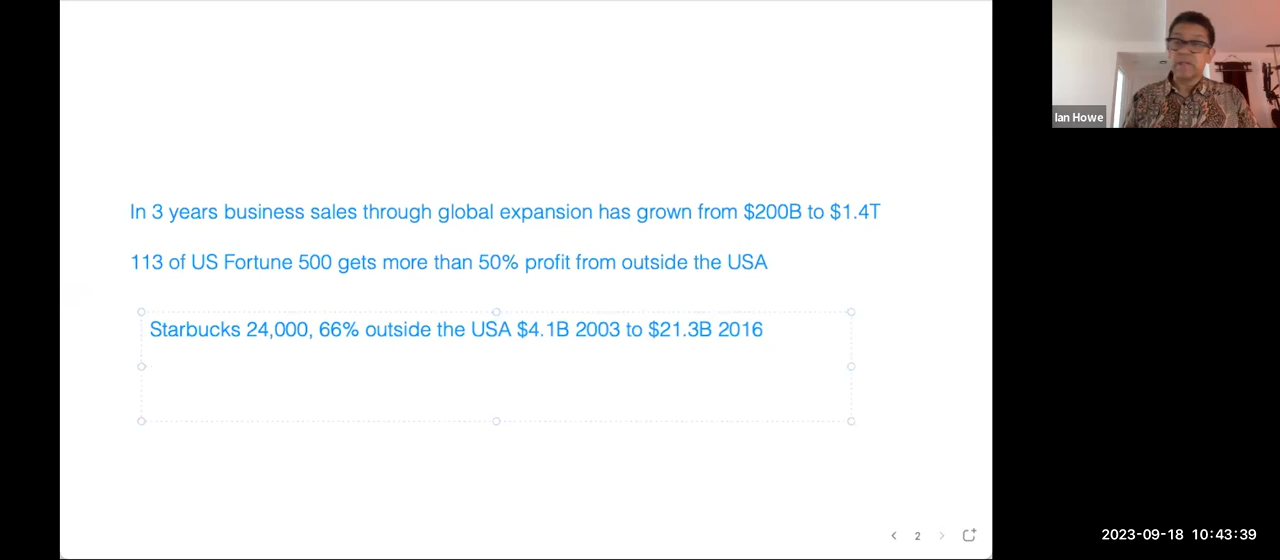 In 3 years business sales through global expansion has grown from $200B to $1.4T
113 of US Fortune 500 gets more than 50% profit from outside the USA
Starbucks 24,000, 66% outside the USA $4.1B 2003 to $21.3B 2016
Ian Howe
2
2023-09-18 10:43:39